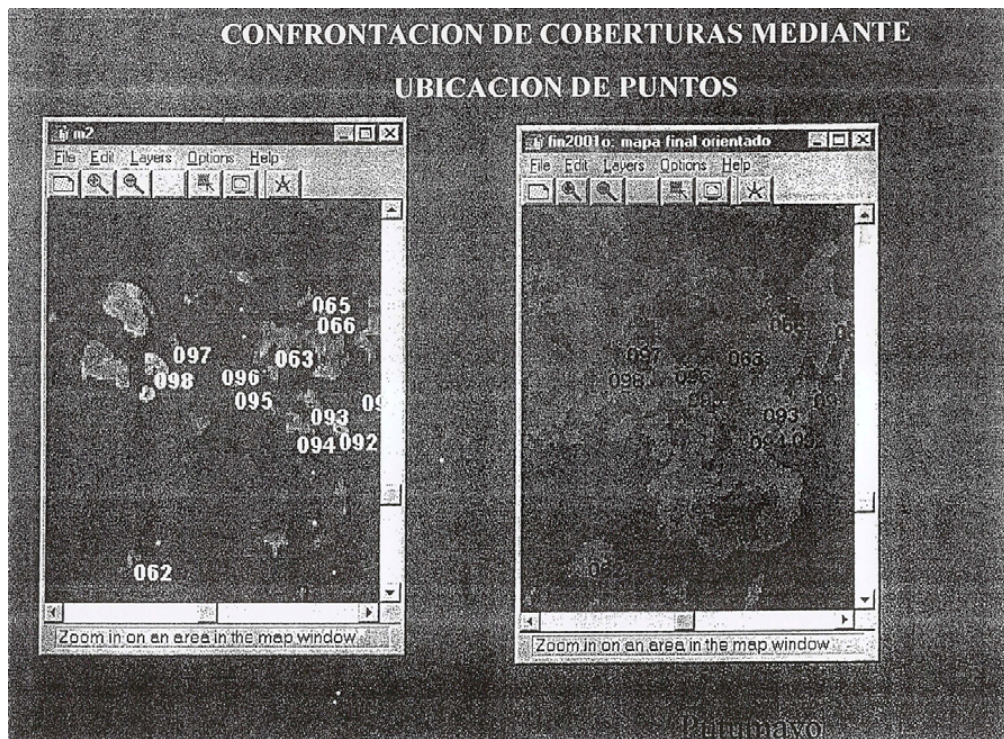 CONFRONTACION DE COBERTURAS MEDIANTE
UBICACION DE PUNTOS
m2
File Edit Layers Options Help
065
066
097
063
098
096
095
093
094 092
062
Zoom in on an area in the map window
fin2001o: mapa final orientado
File Edit Layers Options Help
066
097
063
098
096
093
094
Zoom in on an area in the map window
Putumayo